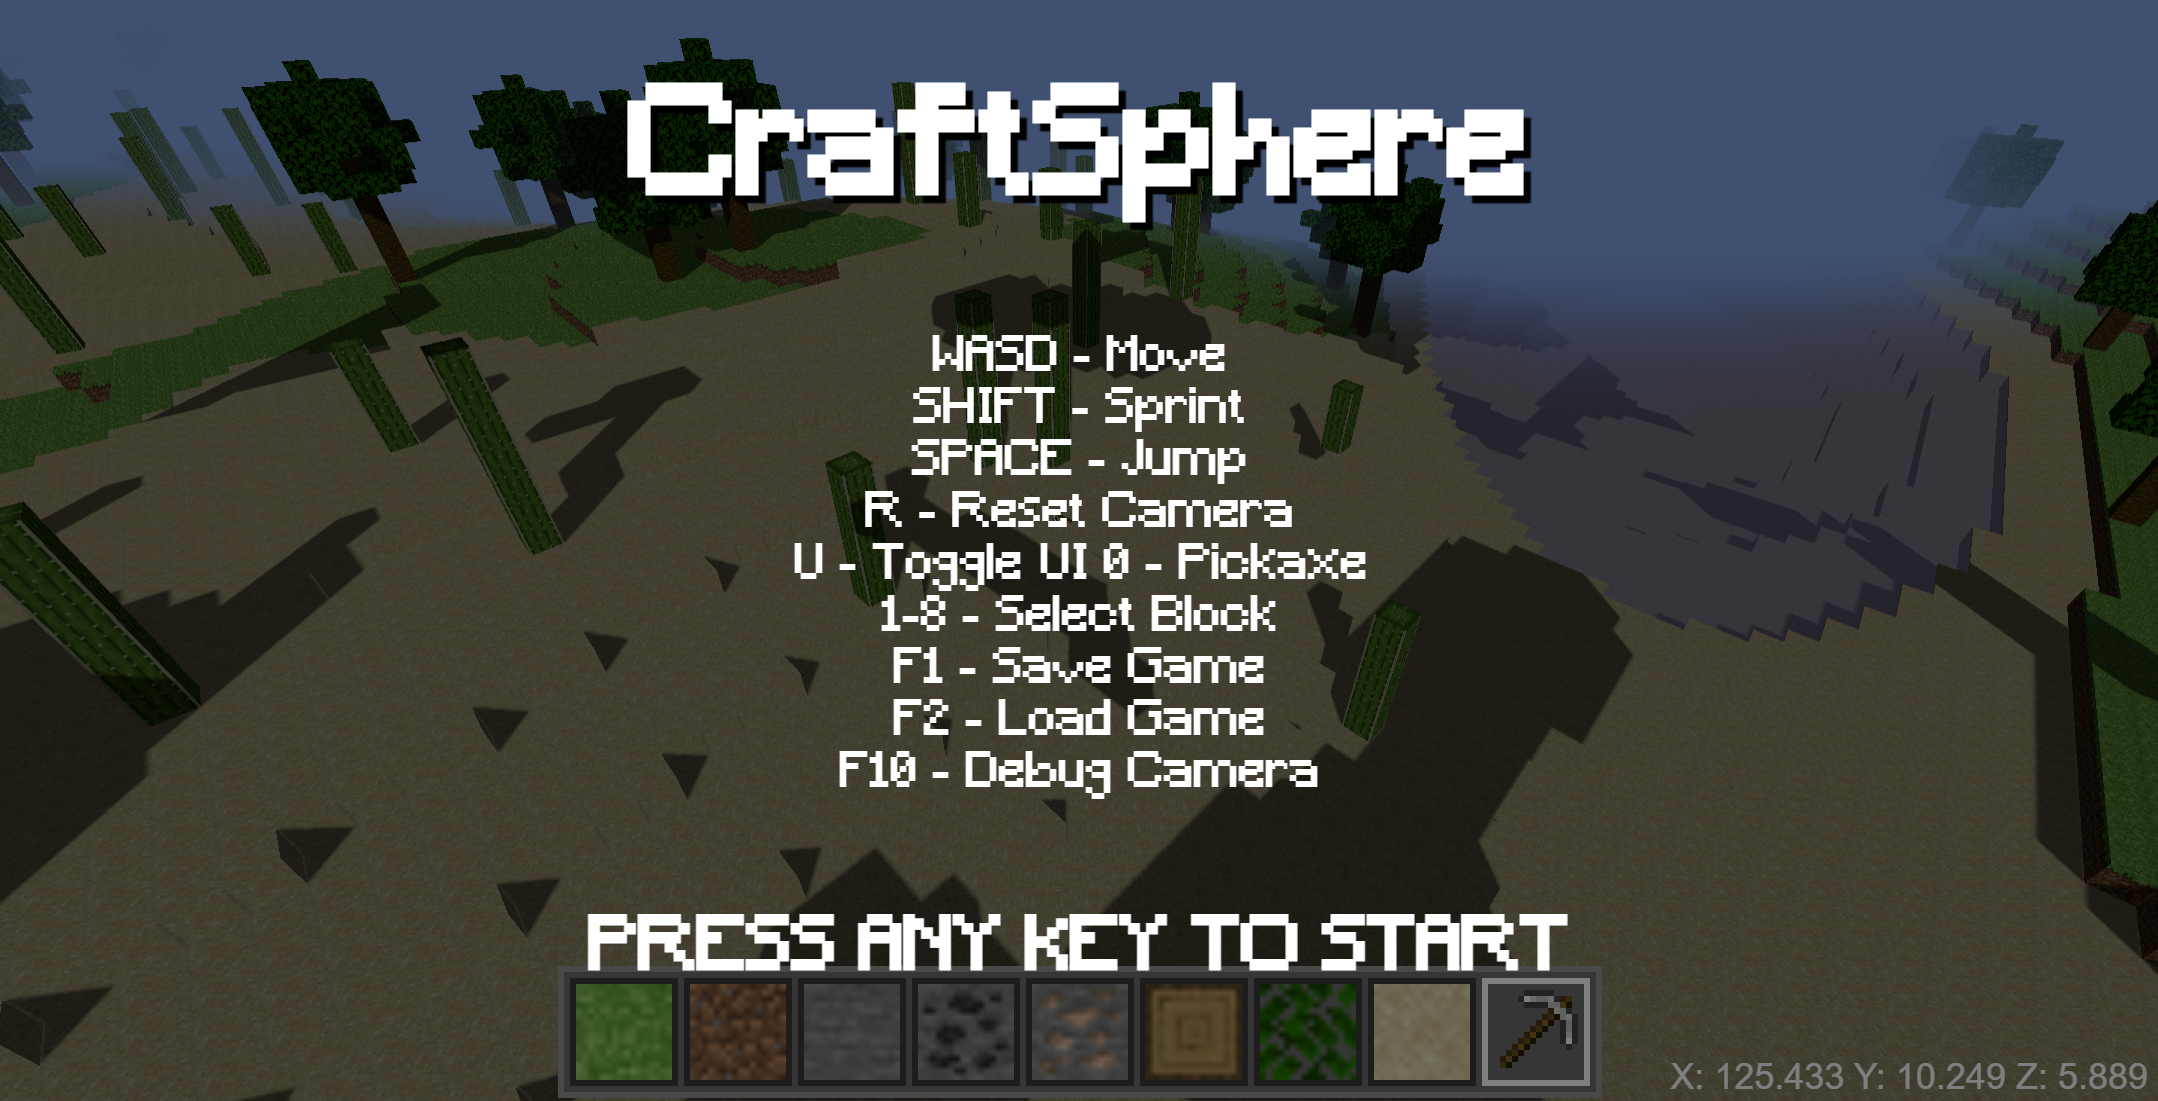 CraftSphere
WASD - Move
SHIFT - Sprint
SPACE - Jump
R - Reset Camera
U - Toggle UI 0 - Pickaxe
1-8 - Select Block
F1 - Save Game
F2 - Load Game
F10 - Debug Camera
PRESS ANY KEY TO START
X: 125.433 Y: 10.249 Z: 5.889